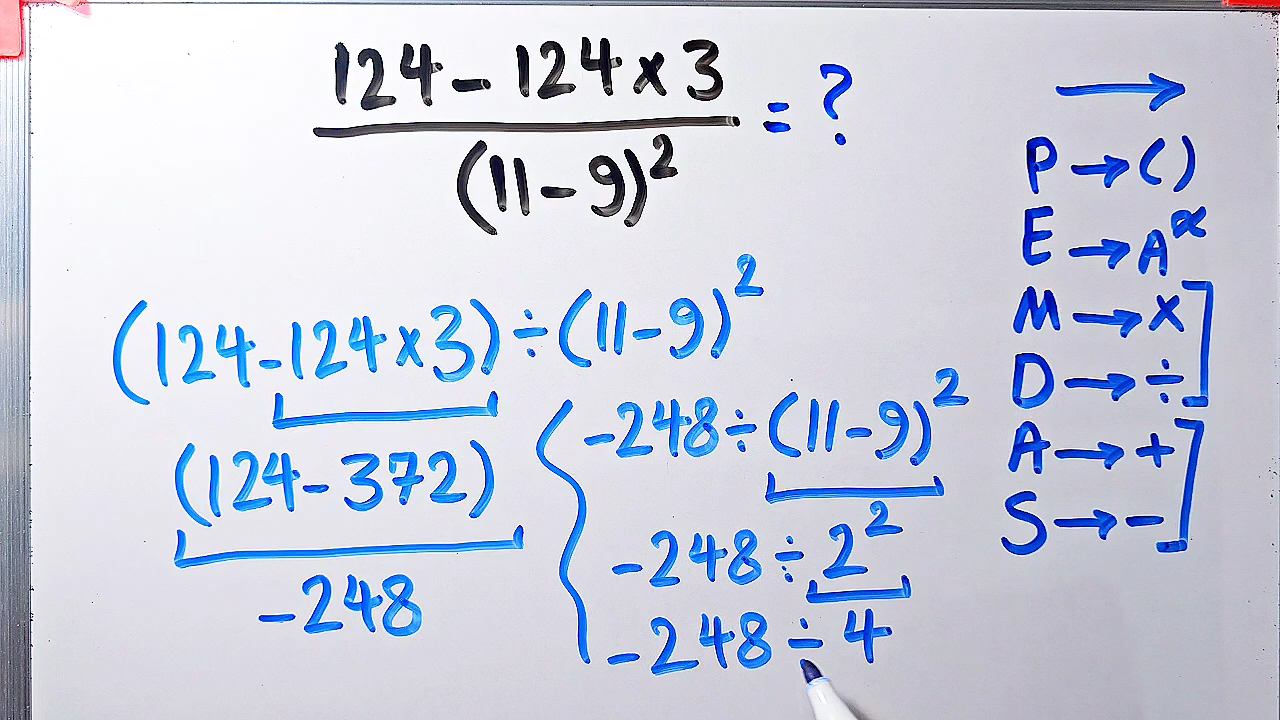 124 - 124 × 3
= ?
(11 - 9)²
(124 - 124 × 3) ÷ (11 - 9)²
(124 - 372)
-248
-248 ÷ (11 - 9)²
-248 ÷ 2²
-248 ÷ 4
→
P → ( )
E → Aˣ
M → ×
D → ÷
A → +
S → -